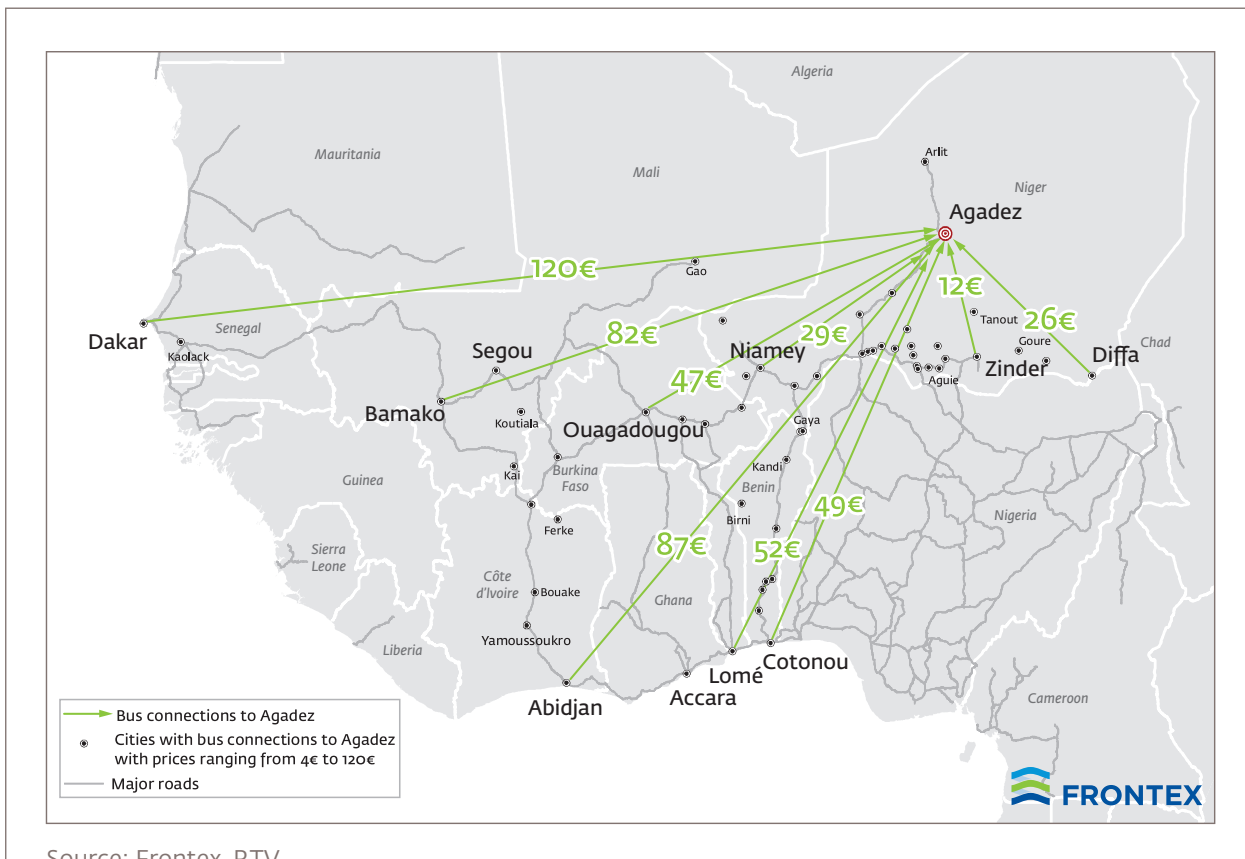 Algeria
Mauritania
Mali
Arlit
Niger
Agadez
120€
Gao
12€
Dakar
Senegal
Kaolack
82€
Segou
Niamey
29€
Tanout
26€
Goure
Chad
Zinder
Diffa
Aguie
47€
Bamako
Koutiala
Ouagadougou
Gaya
Kai
Burkina
Faso
Kandi
Benin
Guinea
49€
Birni
Nigeria
Ferke
87€
52€
Sierra
Leone
Côte
d'Ivoire
Bouake
Ghana
Yamoussoukro
Liberia
Lomé
Cotonou
Accara
Abidjan
Cameroon
Bus connections to Agadez
Cities with bus connections to Agadez
with prices ranging from 4€ to 120€
Major roads
FRONTEX
Source: Frontex, RTV